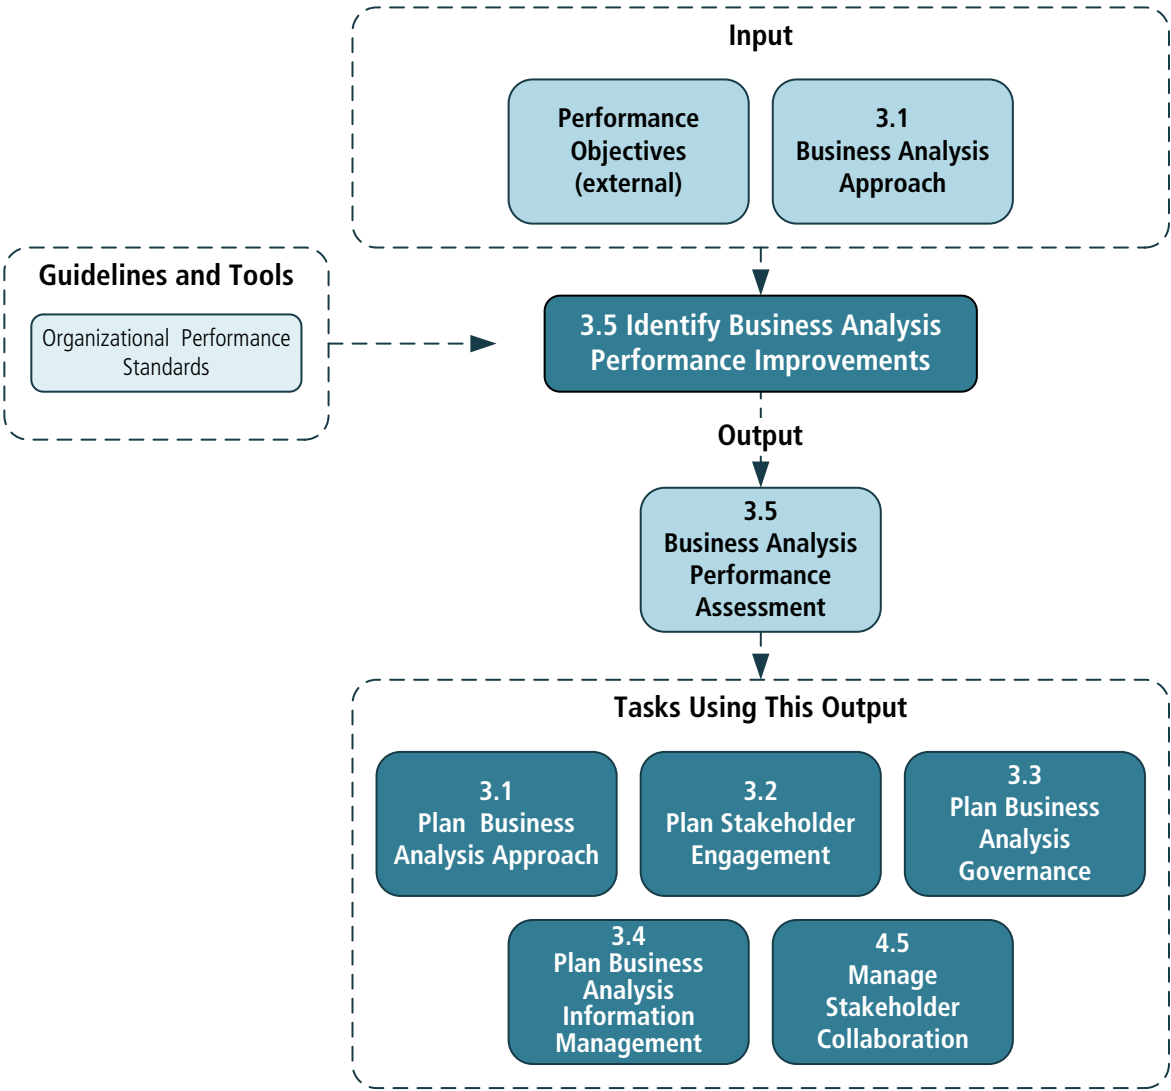 Input
Performance
Objectives
(external)
3.1
Business Analysis
Approach
Guidelines and Tools
Organizational Performance
Standards
3.5 Identify Business Analysis
Performance Improvements
Output
3.5
Business Analysis
Performance
Assessment
Tasks Using This Output
3.1
Plan Business
Analysis Approach
3.2
Plan Stakeholder
Engagement
3.3
Plan Business
Analysis
Governance
3.4
Plan Business
Analysis
Information
Management
4.5
Manage
Stakeholder
Collaboration